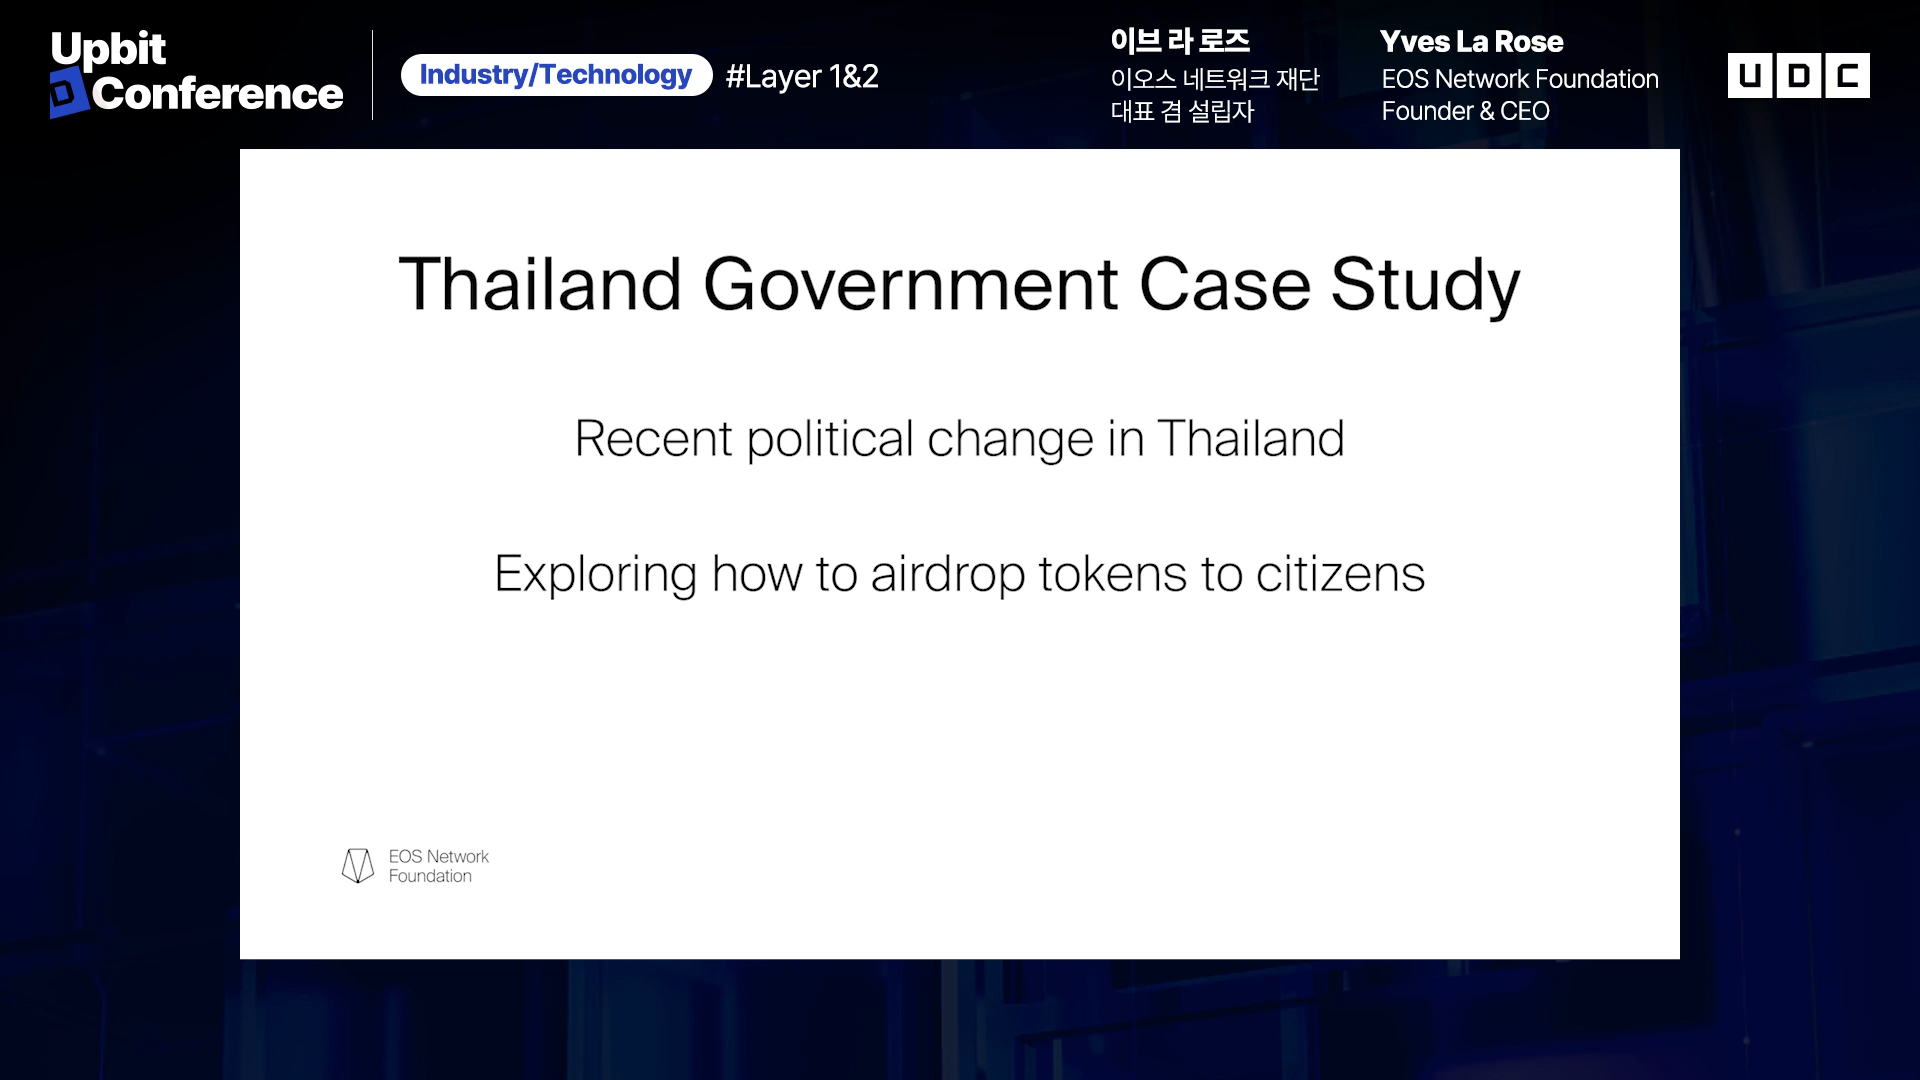 Upbit
D Conference
Industry/Technology #Layer 1&2
이브 라 로즈
이오스 네트워크 재단
대표 겸 설립자
Yves La Rose
EOS Network Foundation
Founder & CEO
UDC
Thailand Government Case Study
Recent political change in Thailand
Exploring how to airdrop tokens to citizens
EOS Network
Foundation